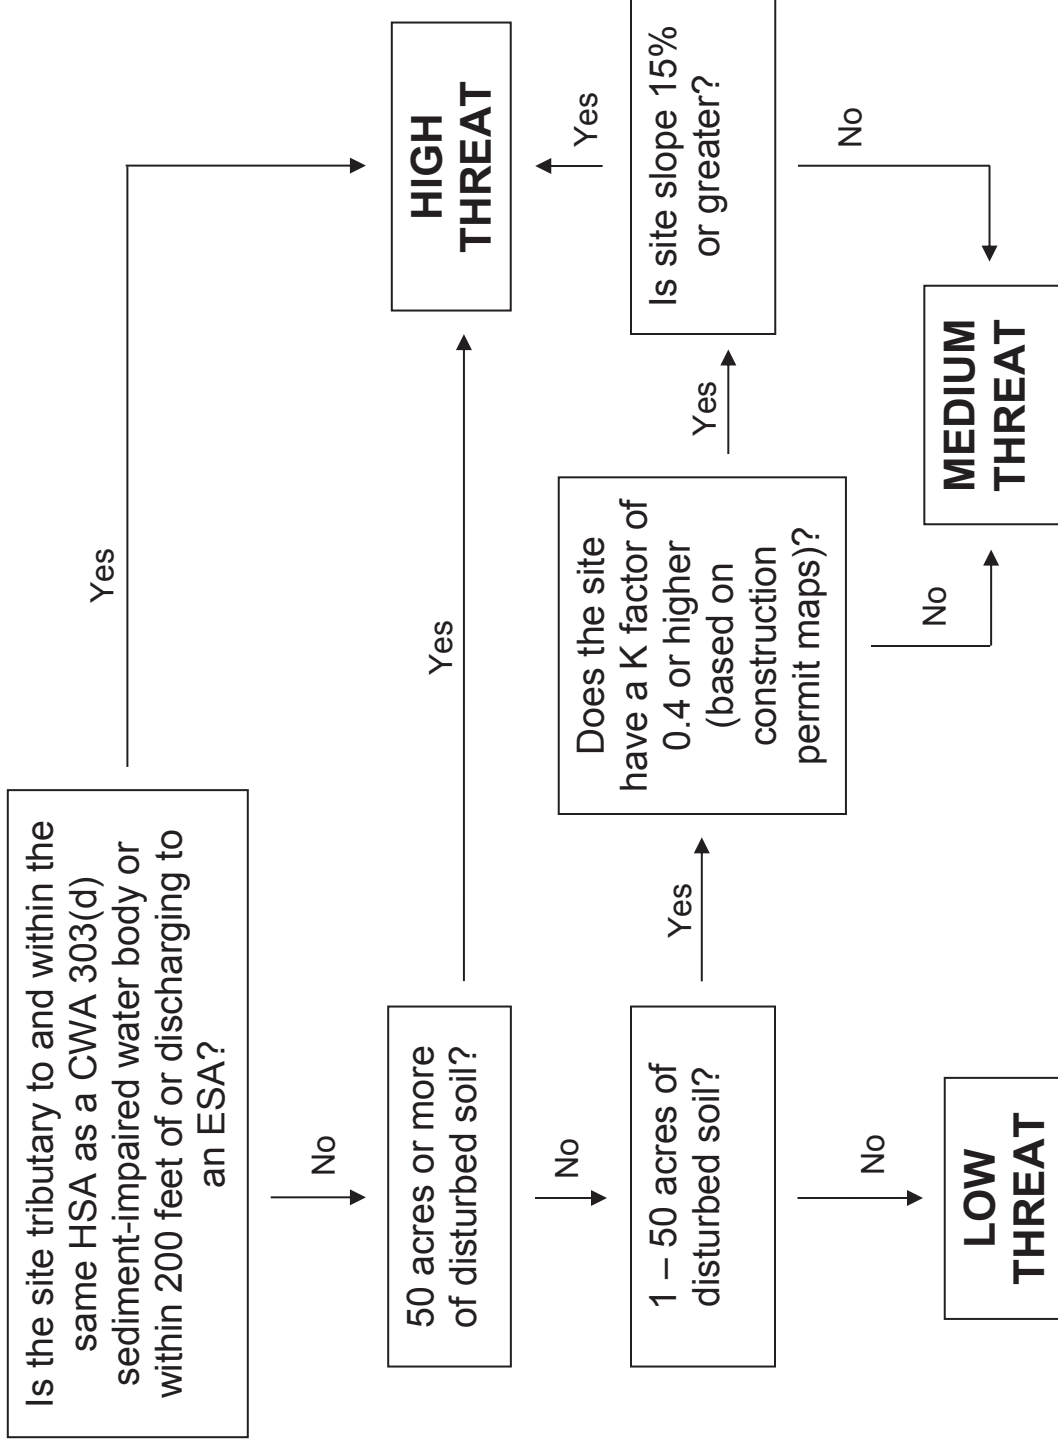 Is the site tributary to and within the
same HSA as a CWA 303(d)
sediment-impaired water body or
within 200 feet of or discharging to
an ESA?
Yes
No
50 acres or more
of disturbed soil?
Yes
HIGH
THREAT
No
1 – 50 acres of
disturbed soil?
Yes
Does the site
have a K factor of
0.4 or higher
(based on
construction
permit maps)?
Yes
Is site slope 15%
or greater?
Yes
No
No
No
LOW
THREAT
MEDIUM
THREAT